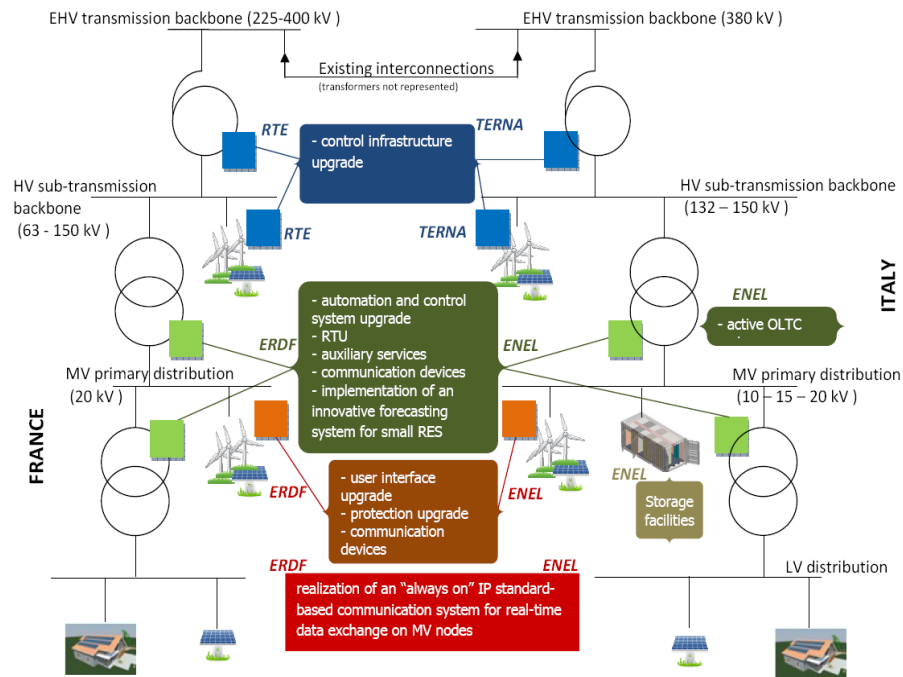 EHV transmission backbone (225-400 kV )
EHV transmission backbone (380 kV )
Existing interconnections
(transformers not represented)
RTE
TERNA
- control infrastructure
upgrade
HV sub-transmission
backbone
(63 - 150 kV )
HV sub-transmission backbone
(132 – 150 kV )
RTE
TERNA
ITALY
- automation and control
system upgrade
- RTU
- auxiliary services
- communication devices
- implementation of an
innovative forecasting
system for small RES
ERDF
ENEL
ENEL
- active OLTC
MV primary distribution
(20 kV )
MV primary distribution
(10 – 15 – 20 kV )
FRANCE
- user interface
upgrade
- protection upgrade
- communication
devices
ERDF
ENEL
ENEL
Storage
facilities
ERDF
ENEL
realization of an “always on” IP standard-
based communication system for real-time
data exchange on MV nodes
LV distribution